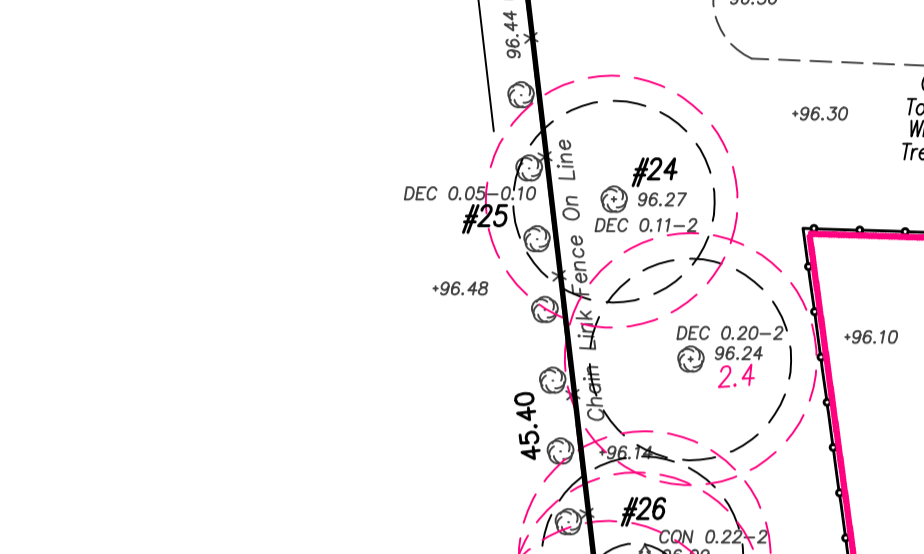 96.44
+96.30
To
#24
96.27
DEC 0.11-2
DEC 0.05-0.10
#25
Chain Link Fence On Line
+96.48
DEC 0.20-2
96.24
2.4
+96.10
45.40
+96.14
#26
CON 0.22-2